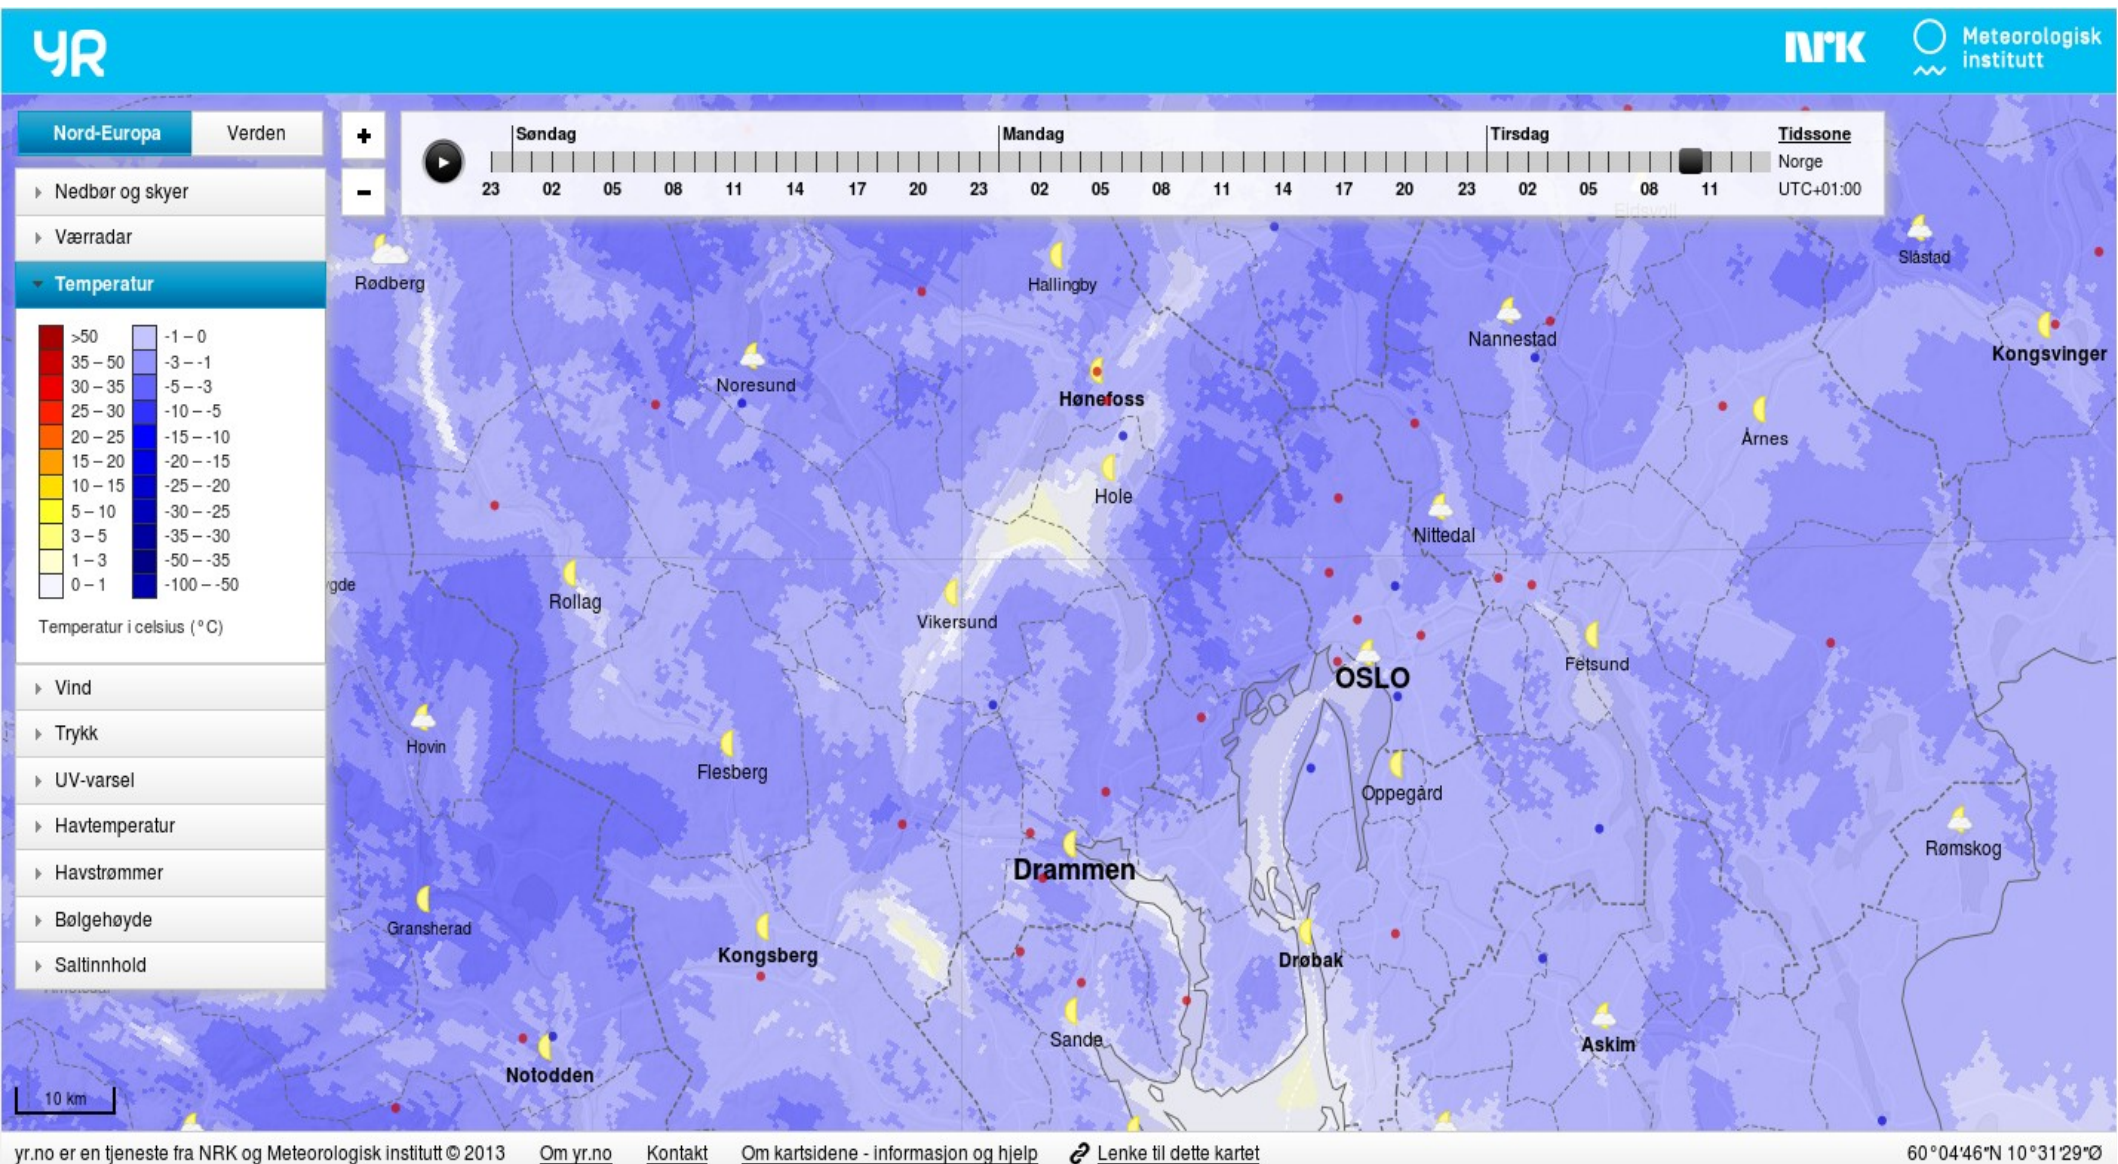 YR
NRK
Meteorologisk
institutt
Nord-Europa
Verden
+
-
Søndag
Mandag
Tirsdag
Tidssone
Norge
UTC+01:00
23 02 05 08 11 14 17 20 23 02 05 08 11 14 17 20 23 02 05 08 11
Nedbør og skyer
Værradar
Temperatur
>50
35 – 50
30 – 35
25 – 30
20 – 25
15 – 20
10 – 15
5 – 10
3 – 5
1 – 3
0 – 1
-1 – 0
-3 – -1
-5 – -3
-10 – -5
-15 – -10
-20 – -15
-25 – -20
-30 – -25
-35 – -30
-50 – -35
-100 – -50
Temperatur i celsius (°C)
Vind
Trykk
UV-varsel
Havtemperatur
Havstrømmer
Bølgehøyde
Saltinnhold
Eidsvoll
Slåstad
Rødberg
Hallingby
Nannestad
Kongsvinger
Noresund
Hønefoss
Årnes
Hole
Nittedal
Rollag
Vikersund
Fetsund
OSLO
Hovin
Flesberg
Oppegård
Rømskog
Drammen
Gransherad
Kongsberg
Drøbak
Sande
Askim
Notodden
10 km
yr.no er en tjeneste fra NRK og Meteorologisk institutt © 2013
Om yr.no
Kontakt
Om kartsidene - informasjon og hjelp
Lenke til dette kartet
60°04'46"N 10°31'29"Ø